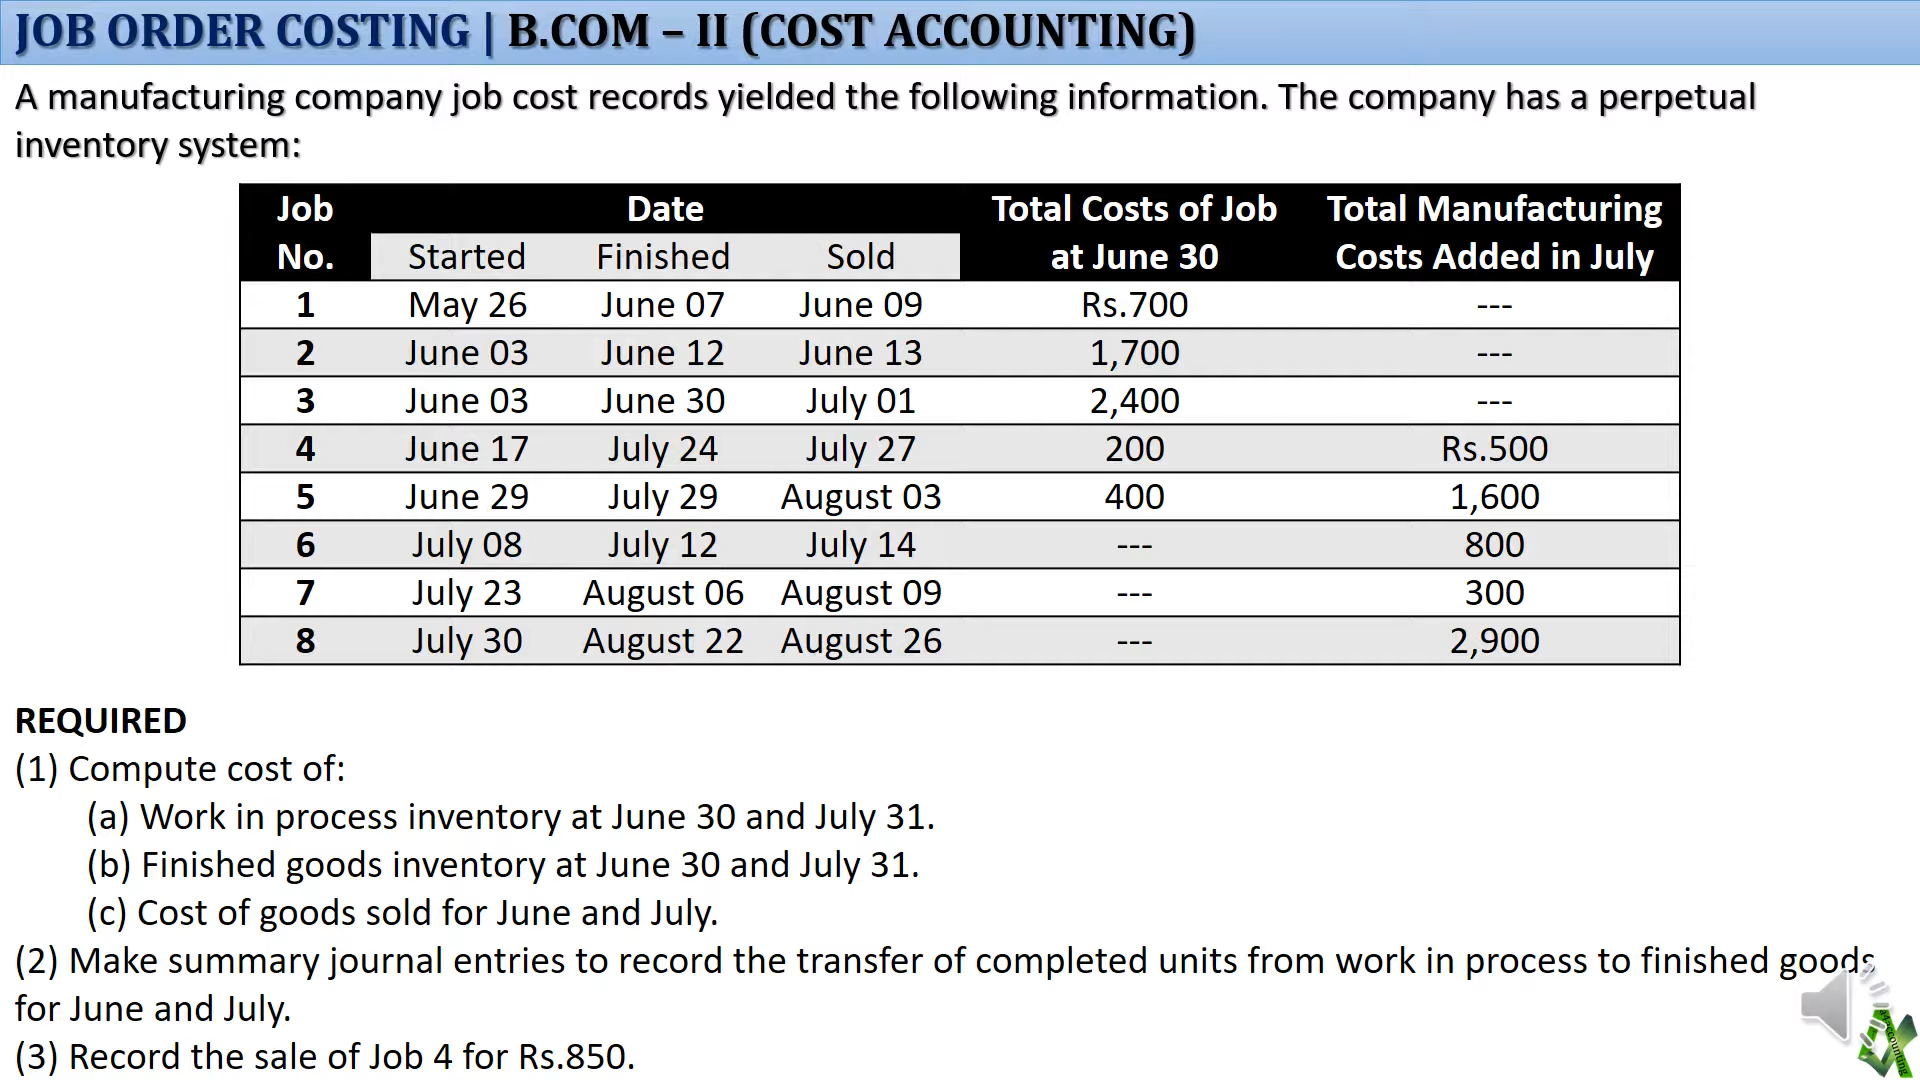 JOB ORDER COSTING | B.COM – II (COST ACCOUNTING)
A manufacturing company job cost records yielded the following information. The company has a perpetual
inventory system:
Job No. Date Total Costs of Job at June 30 Total Manufacturing Costs Added in July
Started Finished Sold
1 May 26 June 07 June 09 Rs.700 ---
2 June 03 June 12 June 13 1,700 ---
3 June 03 June 30 July 01 2,400 ---
4 June 17 July 24 July 27 200 Rs.500
5 June 29 July 29 August 03 400 1,600
6 July 08 July 12 July 14 --- 800
7 July 23 August 06 August 09 --- 300
8 July 30 August 22 August 26 --- 2,900
REQUIRED
(1) Compute cost of:
(a) Work in process inventory at June 30 and July 31.
(b) Finished goods inventory at June 30 and July 31.
(c) Cost of goods sold for June and July.
(2) Make summary journal entries to record the transfer of completed units from work in process to finished goods
for June and July.
(3) Record the sale of Job 4 for Rs.850.